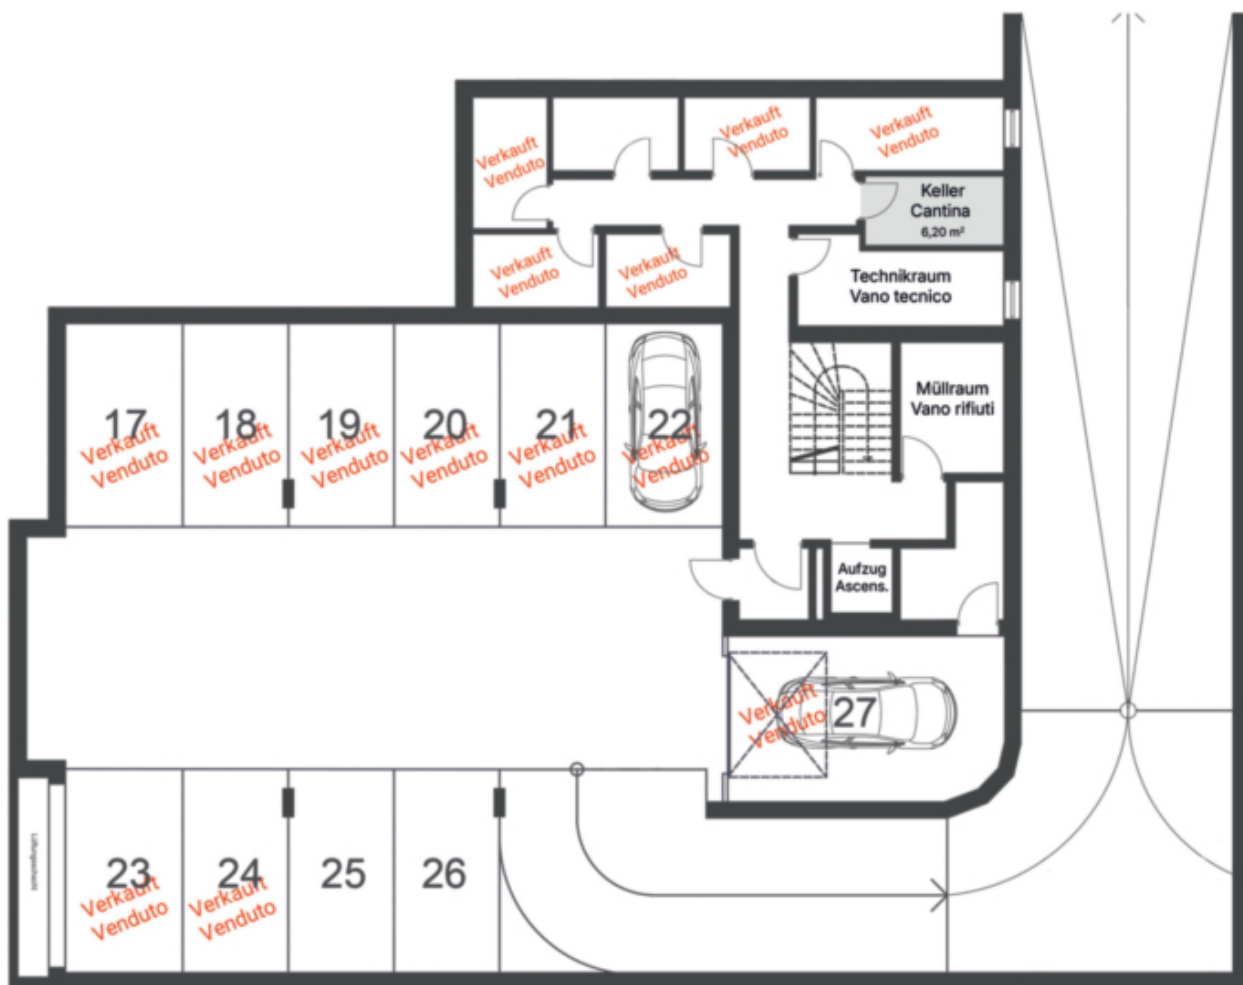 Verkauft
Venduto
Verkauft
Venduto
Verkauft
Venduto
Keller
Cantina
6,20 m²
Verkauft
Venduto
Verkauft
Venduto
Technikraum
Vano tecnico
Müllraum
Vano rifiuti
17
Verkauft
Venduto
18
Verkauft
Venduto
19
Verkauft
Venduto
20
Verkauft
Venduto
21
Verkauft
Venduto
22
Verkauft
Venduto
Aufzug
Ascens.
27
Verkauft
Venduto
Lüftungsschacht
23
Verkauft
Venduto
24
Verkauft
Venduto
25
26